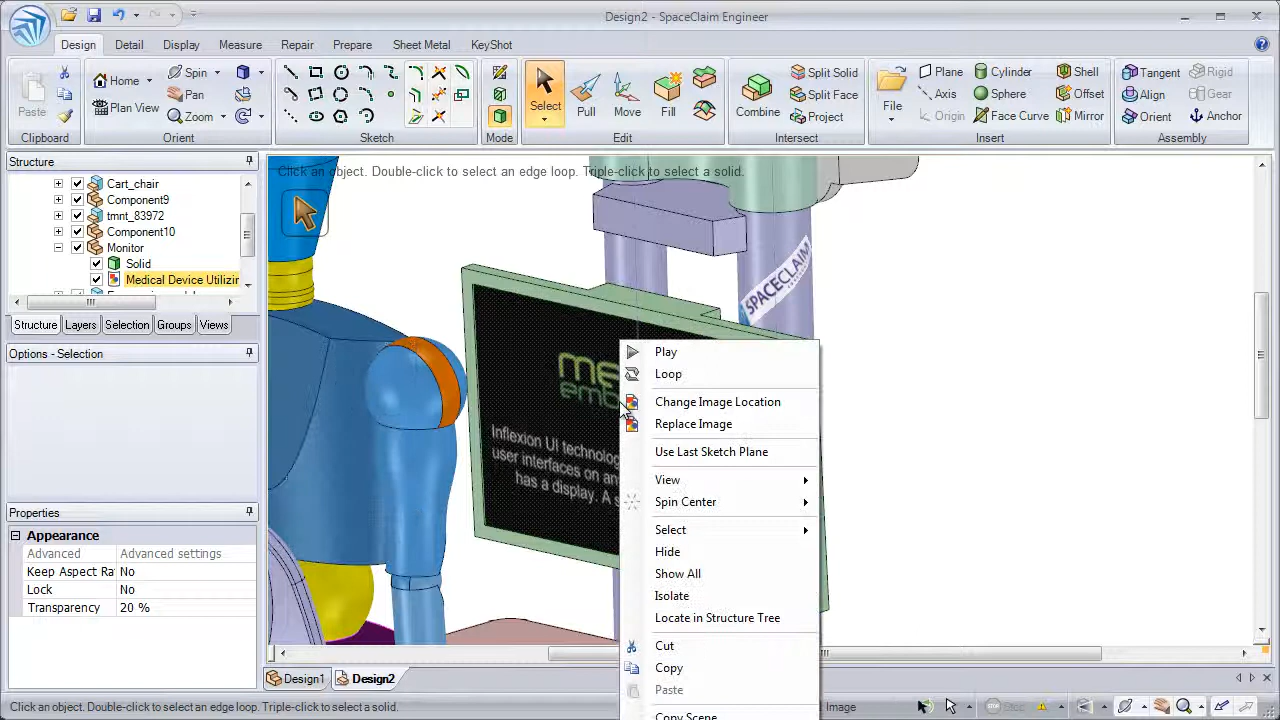 Design2 - SpaceClaim Engineer
Design Detail Display Measure Repair Prepare Sheet Metal KeyShot
Paste
Home Spin
Plan View Pan
Zoom
Select Pull Move Fill
Combine
Split Solid
Split Face
Project
File
Plane Cylinder Shell
Axis Sphere Offset
Origin Face Curve Mirror
Tangent Rigid
Align Gear
Orient Anchor
Clipboard Orient Sketch Mode Edit Intersect Insert Assembly
Structure
Cart_chair
Component9
tmnt_83972
Component10
Monitor
Solid
Medical Device Utilizin
Structure Layers Selection Groups Views
Options - Selection
Properties
Appearance
Advanced Advanced settings
Keep Aspect Ra No
Lock No
Transparency 20 %
Click an object. Double-click to select an edge loop. Triple-click to select a solid.
SPACECLAIM
Inflexion UI technolog
user interfaces on an
has a display. A s
Play
Loop
Change Image Location
Replace Image
Use Last Sketch Plane
View
Spin Center
Select
Hide
Show All
Isolate
Locate in Structure Tree
Cut
Copy
Paste
Copy Scene
Design1 Design2
Click an object. Double-click to select an edge loop. Triple-click to select a solid.
Image